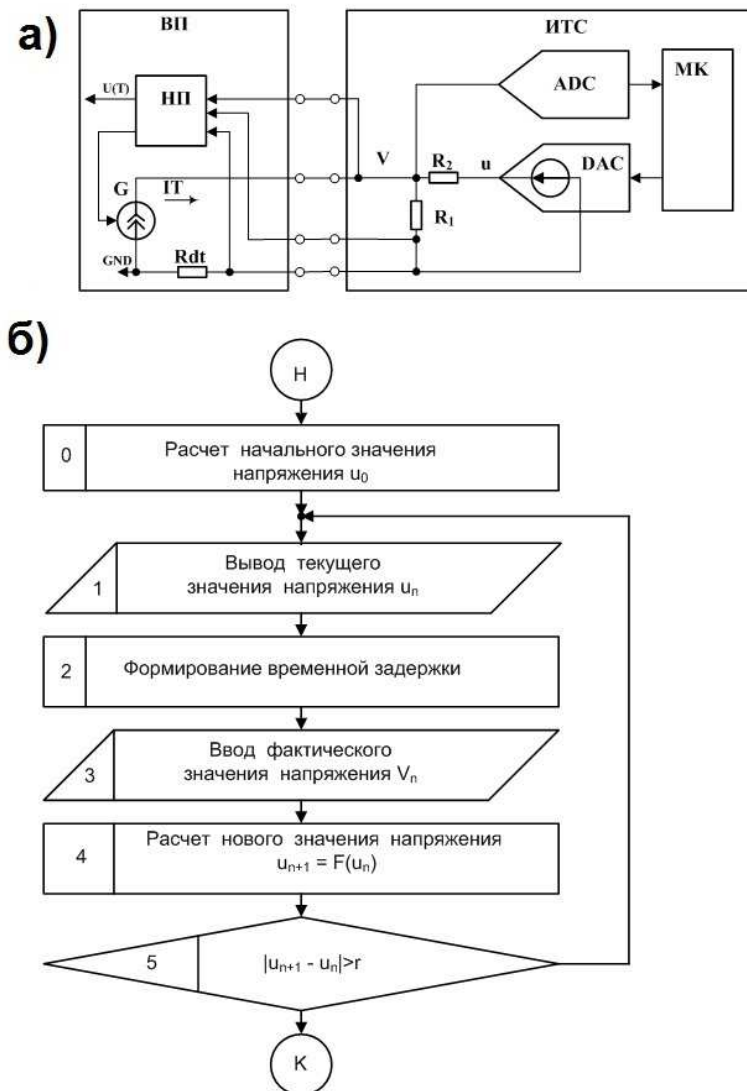 а)
ВП
ИТС
U(T)
НП
ADC
МК
V
R2
u
DAC
G
IT
R1
GND
Rdt
б)
Н
0
Расчет начального значения
напряжения u0
1
Вывод текущего
значения напряжения un
2
Формирование временной задержки
3
Ввод фактического
значения напряжения Vn
4
Расчет нового значения напряжения
un+1 = F(un)
5
|un+1 - un|>r
К